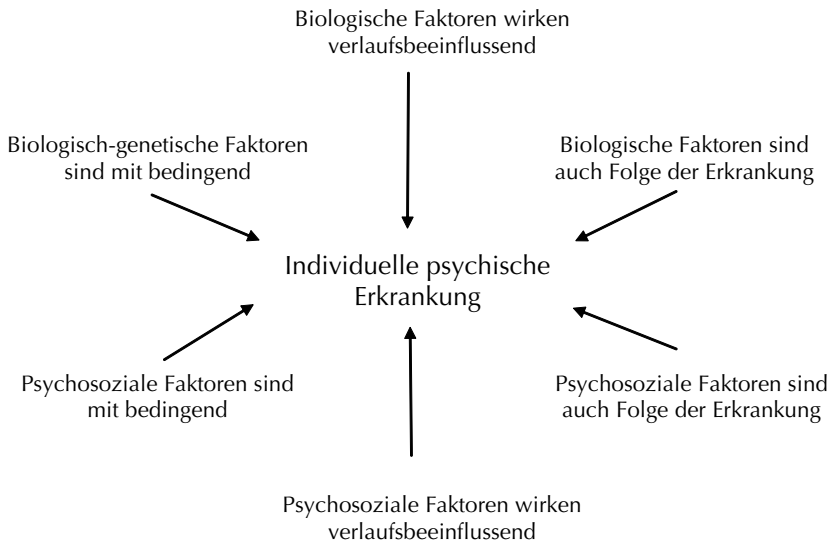 Biologische Faktoren wirken
verlaufsbeeinflussend
Biologisch-genetische Faktoren
sind mit bedingend
Biologische Faktoren sind
auch Folge der Erkrankung
Individuelle psychische
Erkrankung
Psychosoziale Faktoren sind
mit bedingend
Psychosoziale Faktoren sind
auch Folge der Erkrankung
Psychosoziale Faktoren wirken
verlaufsbeeinflussend